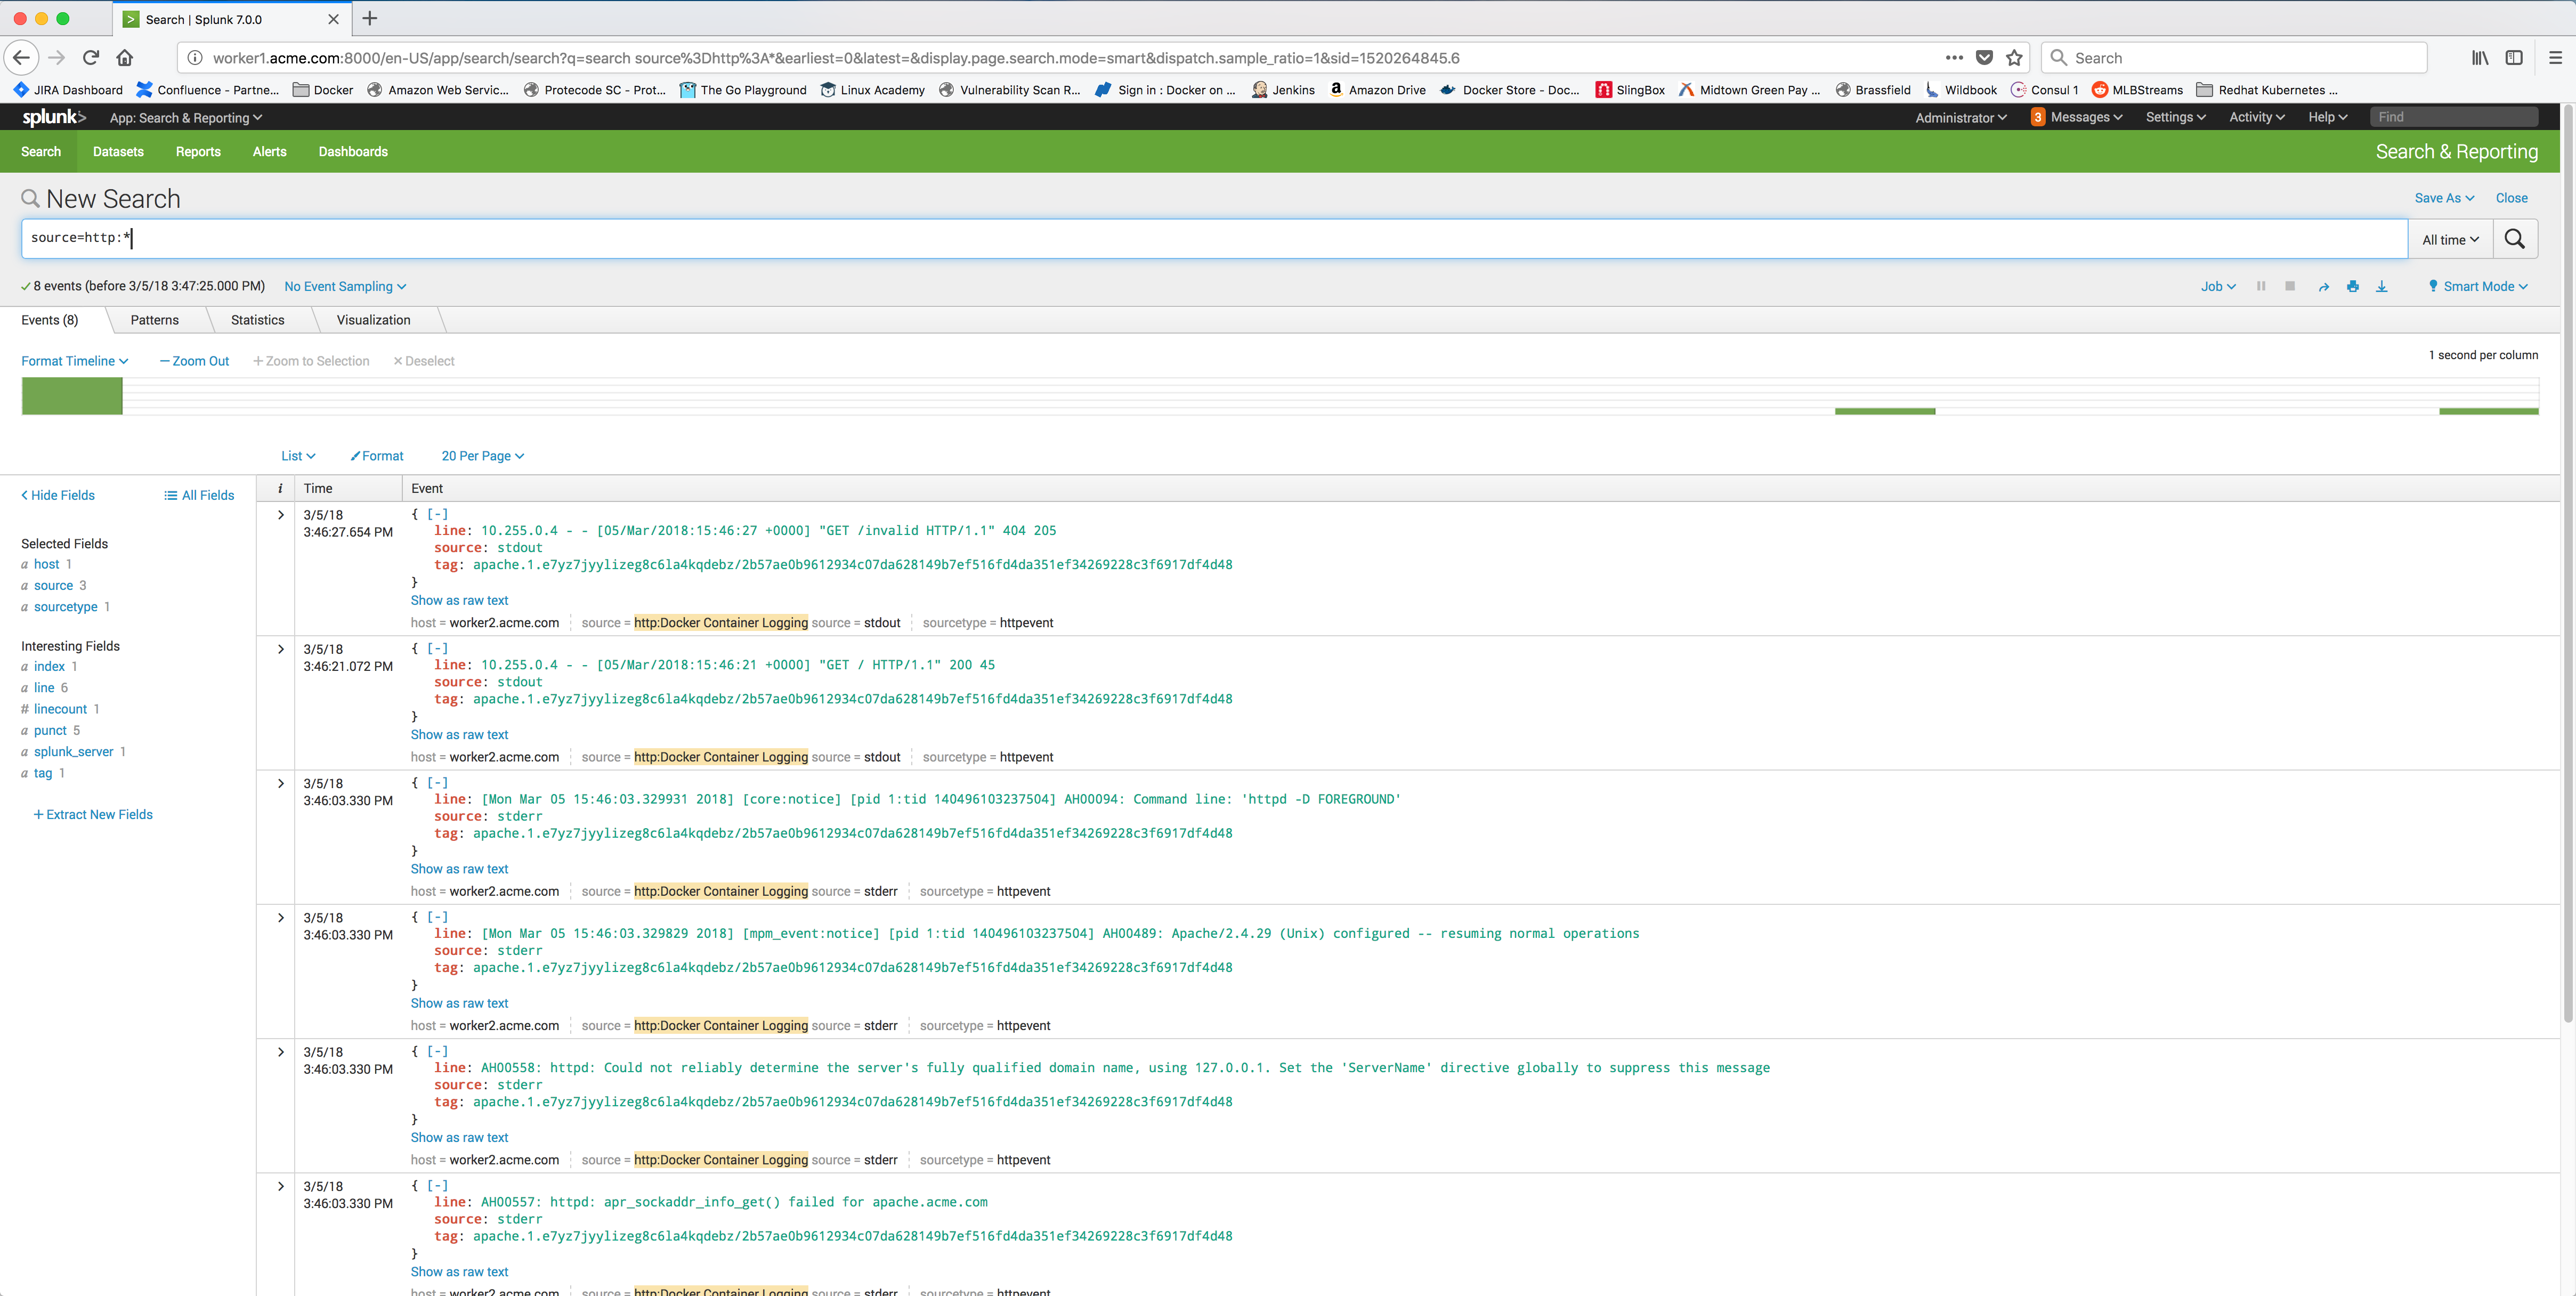 Search | Splunk 7.0.0
worker1.acme.com:8000/en-US/app/search/search?q=search source%3Dhttp%3A*&earliest=0&latest=&display.page.search.mode=smart&dispatch.sample_ratio=1&sid=1520264845.6
Search
JIRA Dashboard Confluence - Partne... Docker Amazon Web Servic... Protecode SC - Prot... The Go Playground Linux Academy Vulnerability Scan R... Sign in : Docker on ... Jenkins Amazon Drive Docker Store - Doc... SlingBox Midtown Green Pay ... Brassfield Wildbook Consul 1 MLBStreams Redhat Kubernetes ...
splunk> App: Search & Reporting Administrator 3 Messages Settings Activity Help Find
Search Datasets Reports Alerts Dashboards Search & Reporting
New Search Save As Close
source=http:* All time
8 events (before 3/5/18 3:47:25.000 PM) No Event Sampling Job Smart Mode
Events (8) Patterns Statistics Visualization
Format Timeline — Zoom Out + Zoom to Selection × Deselect 1 second per column
List Format 20 Per Page
< Hide Fields All Fields
Selected Fields
a host 1
a source 3
a sourcetype 1
Interesting Fields
a index 1
a line 6
# linecount 1
a punct 5
a splunk_server 1
a tag 1
+ Extract New Fields
i Time Event
> 3/5/18 { [-]
3:46:27.654 PM line: 10.255.0.4 - - [05/Mar/2018:15:46:27 +0000] "GET /invalid HTTP/1.1" 404 205
source: stdout
tag: apache.1.e7yz7jyylizeg8c6la4kqdebz/2b57ae0b9612934c07da628149b7ef516fd4da351ef34269228c3f6917df4d48
}
Show as raw text
host = worker2.acme.com source = http:Docker Container Logging source = stdout sourcetype = httpevent
> 3/5/18 { [-]
3:46:21.072 PM line: 10.255.0.4 - - [05/Mar/2018:15:46:21 +0000] "GET / HTTP/1.1" 200 45
source: stdout
tag: apache.1.e7yz7jyylizeg8c6la4kqdebz/2b57ae0b9612934c07da628149b7ef516fd4da351ef34269228c3f6917df4d48
}
Show as raw text
host = worker2.acme.com source = http:Docker Container Logging source = stdout sourcetype = httpevent
> 3/5/18 { [-]
3:46:03.330 PM line: [Mon Mar 05 15:46:03.329931 2018] [core:notice] [pid 1:tid 140496103237504] AH00094: Command line: 'httpd -D FOREGROUND'
source: stderr
tag: apache.1.e7yz7jyylizeg8c6la4kqdebz/2b57ae0b9612934c07da628149b7ef516fd4da351ef34269228c3f6917df4d48
}
Show as raw text
host = worker2.acme.com source = http:Docker Container Logging source = stderr sourcetype = httpevent
> 3/5/18 { [-]
3:46:03.330 PM line: [Mon Mar 05 15:46:03.329829 2018] [mpm_event:notice] [pid 1:tid 140496103237504] AH00489: Apache/2.4.29 (Unix) configured -- resuming normal operations
source: stderr
tag: apache.1.e7yz7jyylizeg8c6la4kqdebz/2b57ae0b9612934c07da628149b7ef516fd4da351ef34269228c3f6917df4d48
}
Show as raw text
host = worker2.acme.com source = http:Docker Container Logging source = stderr sourcetype = httpevent
> 3/5/18 { [-]
3:46:03.330 PM line: AH00558: httpd: Could not reliably determine the server's fully qualified domain name, using 127.0.0.1. Set the 'ServerName' directive globally to suppress this message
source: stderr
tag: apache.1.e7yz7jyylizeg8c6la4kqdebz/2b57ae0b9612934c07da628149b7ef516fd4da351ef34269228c3f6917df4d48
}
Show as raw text
host = worker2.acme.com source = http:Docker Container Logging source = stderr sourcetype = httpevent
> 3/5/18 { [-]
3:46:03.330 PM line: AH00557: httpd: apr_sockaddr_info_get() failed for apache.acme.com
source: stderr
tag: apache.1.e7yz7jyylizeg8c6la4kqdebz/2b57ae0b9612934c07da628149b7ef516fd4da351ef34269228c3f6917df4d48
}
Show as raw text
host = worker2.acme.com source = http:Docker Container Logging source = stderr sourcetype = httpevent